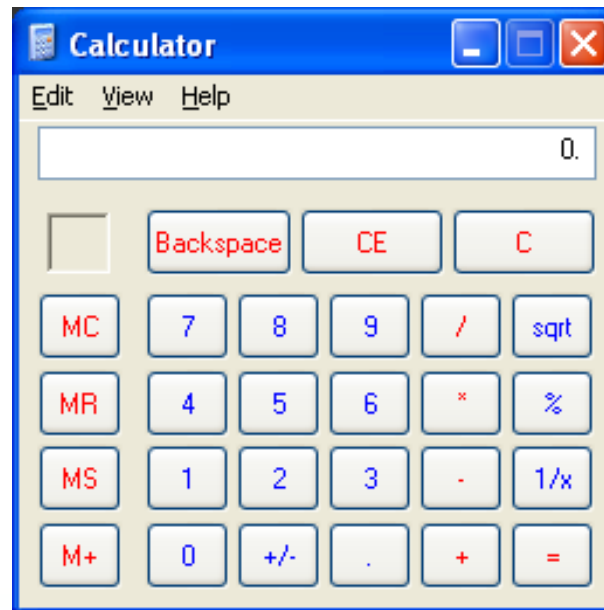 Calculator
Edit View Help
0.
Backspace CE C
MC 7 8 9 / sqrt
MR 4 5 6 * %
MS 1 2 3 - 1/x
M+ 0 +/- . + =